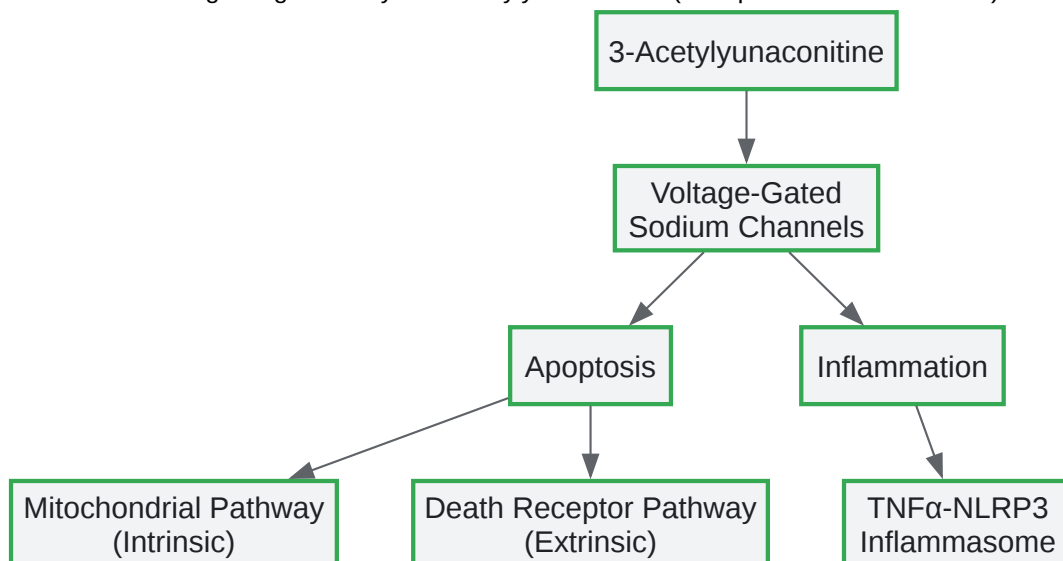 3-Acetylyunaconitine
Voltage-Gated
Sodium Channels
Apoptosis
Inflammation
Mitochondrial Pathway
(Intrinsic)
Death Receptor Pathway
(Extrinsic)
TNFα-NLRP3
Inflammasome